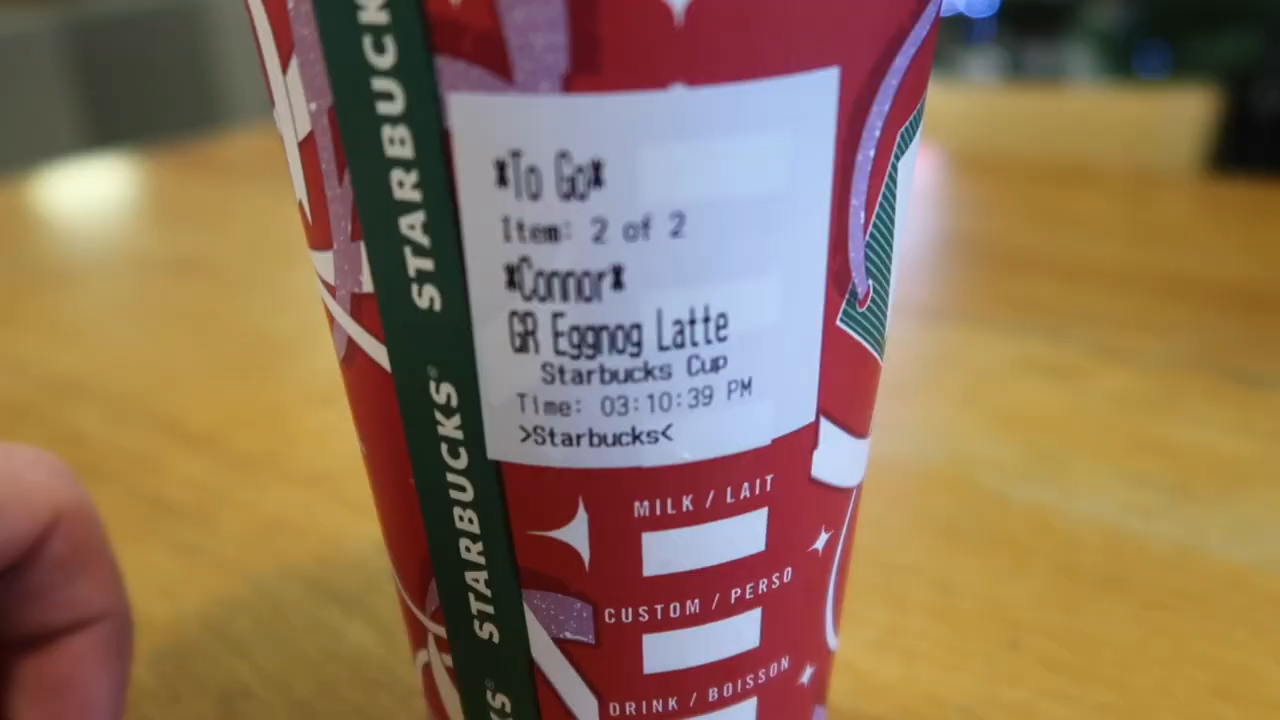 STARBUCKS
STARBUCKS®
*To Go*
Item: 2 of 2
*Connor*
GR Eggnog Latte
Starbucks Cup
Time: 03:10:39 PM
>Starbucks<
MILK / LAIT
CUSTOM / PERSO
DRINK / BOISSON